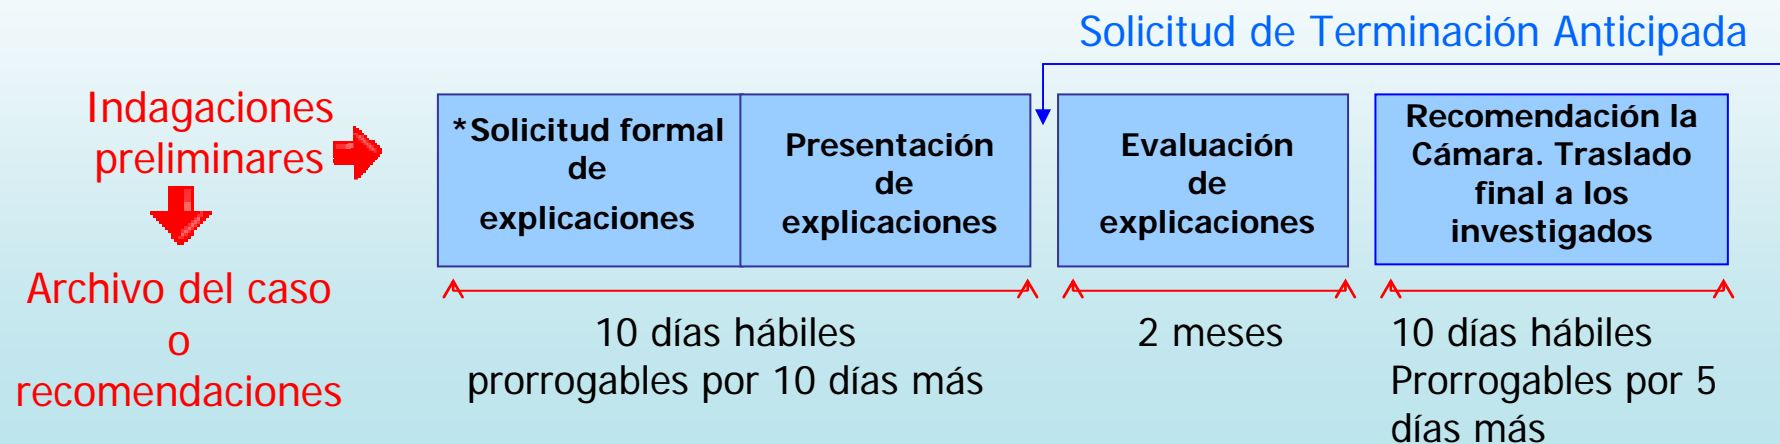 Solicitud de Terminación Anticipada
Indagaciones
preliminares
Archivo del caso
o
recomendaciones
*Solicitud formal
de
explicaciones
Presentación
de
explicaciones
Evaluación
de
explicaciones
Recomendación la
Cámara. Traslado
final a los
investigados
10 días hábiles
prorrogables por 10 días más
2 meses
10 días hábiles
Prorrogables por 5
días más